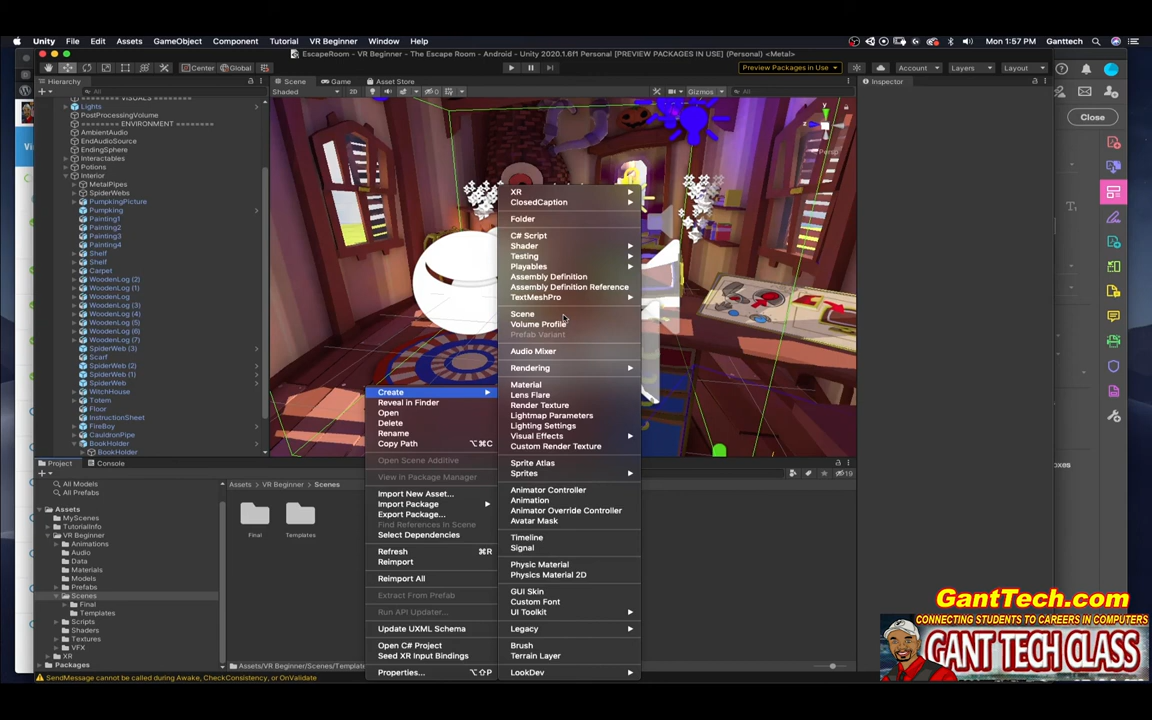 Unity File Edit Assets GameObject Component Tutorial VR Beginner Window Help
Mon 1:57 PM Ganttech
EscapeRoom - VR Beginner - The Escape Room - Android - Unity 2020.1.6f1 Personal [PREVIEW PACKAGES IN USE] (Personal) <Metal>
Center Global
Preview Packages in Use
Account Layers Layout
Hierarchy
Scene Game Asset Store
Inspector
All
Shaded 2D
Gizmos All
Close
y
Persp
======== VISUALS ========
Lights
PostProcessingVolume
======== ENVIRONMENT ========
AmbientAudio
EndAudioSource
EndingSphere
Interactables
Potions
Interior
MetalPipes
SpiderWebs
PumpkingPicture
Pumpking
Painting1
Painting2
Painting3
Painting4
Shelf
Shelf
Carpet
WoodenLog (2)
WoodenLog (1)
WoodenLog
WoodenLog (3)
WoodenLog (4)
WoodenLog (5)
WoodenLog (6)
WoodenLog (7)
SpiderWeb (3)
Scarf
SpiderWeb (2)
SpiderWeb (1)
SpiderWeb
WitchHouse
Totem
Floor
InstructionSheet
FireBoy
CauldronPipe
BookHolder
BookHolder
Create
Reveal in Finder
Open
Delete
Rename
Copy Path ⌥⌘C
Open Scene Additive
View in Package Manager
Import New Asset...
Import Package
Export Package...
Find References In Scene
Select Dependencies
Refresh ⌘R
Reimport
Reimport All
Extract From Prefab
Run API Updater...
Update UXML Schema
Open C# Project
Seed XR Input Bindings
Properties... ⌥⇧P
XR
ClosedCaption
Folder
C# Script
Shader
Testing
Playables
Assembly Definition
Assembly Definition Reference
TextMeshPro
Scene
Volume Profile
Prefab Variant
Audio Mixer
Rendering
Material
Lens Flare
Render Texture
Lightmap Parameters
Lighting Settings
Visual Effects
Custom Render Texture
Sprite Atlas
Sprites
Animator Controller
Animation
Animator Override Controller
Avatar Mask
Timeline
Signal
Physic Material
Physics Material 2D
GUI Skin
Custom Font
UI Toolkit
Legacy
Brush
Terrain Layer
LookDev
Project Console
19
All Models
All Prefabs
Assets
MyScenes
TutorialInfo
VR Beginner
Animations
Audio
Data
Materials
Models
Prefabs
Scenes
Final
Templates
Scripts
Shaders
Textures
VFX
XR
Packages
Assets VR Beginner Scenes
Final Templates
Assets/VR Beginner/Scenes/Templat
SendMessage cannot be called during Awake, CheckConsistency, or OnValidate
oxes
GantTech.com
CONNECTING STUDENTS TO CAREERS IN COMPUTERS
GANT TECH CLASS